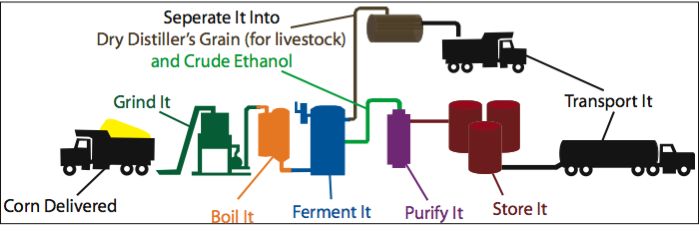 Seperate It Into
Dry Distiller's Grain (for livestock)
and Crude Ethanol
Grind It
Transport It
Corn Delivered
Boil It
Ferment It
Purify It
Store It